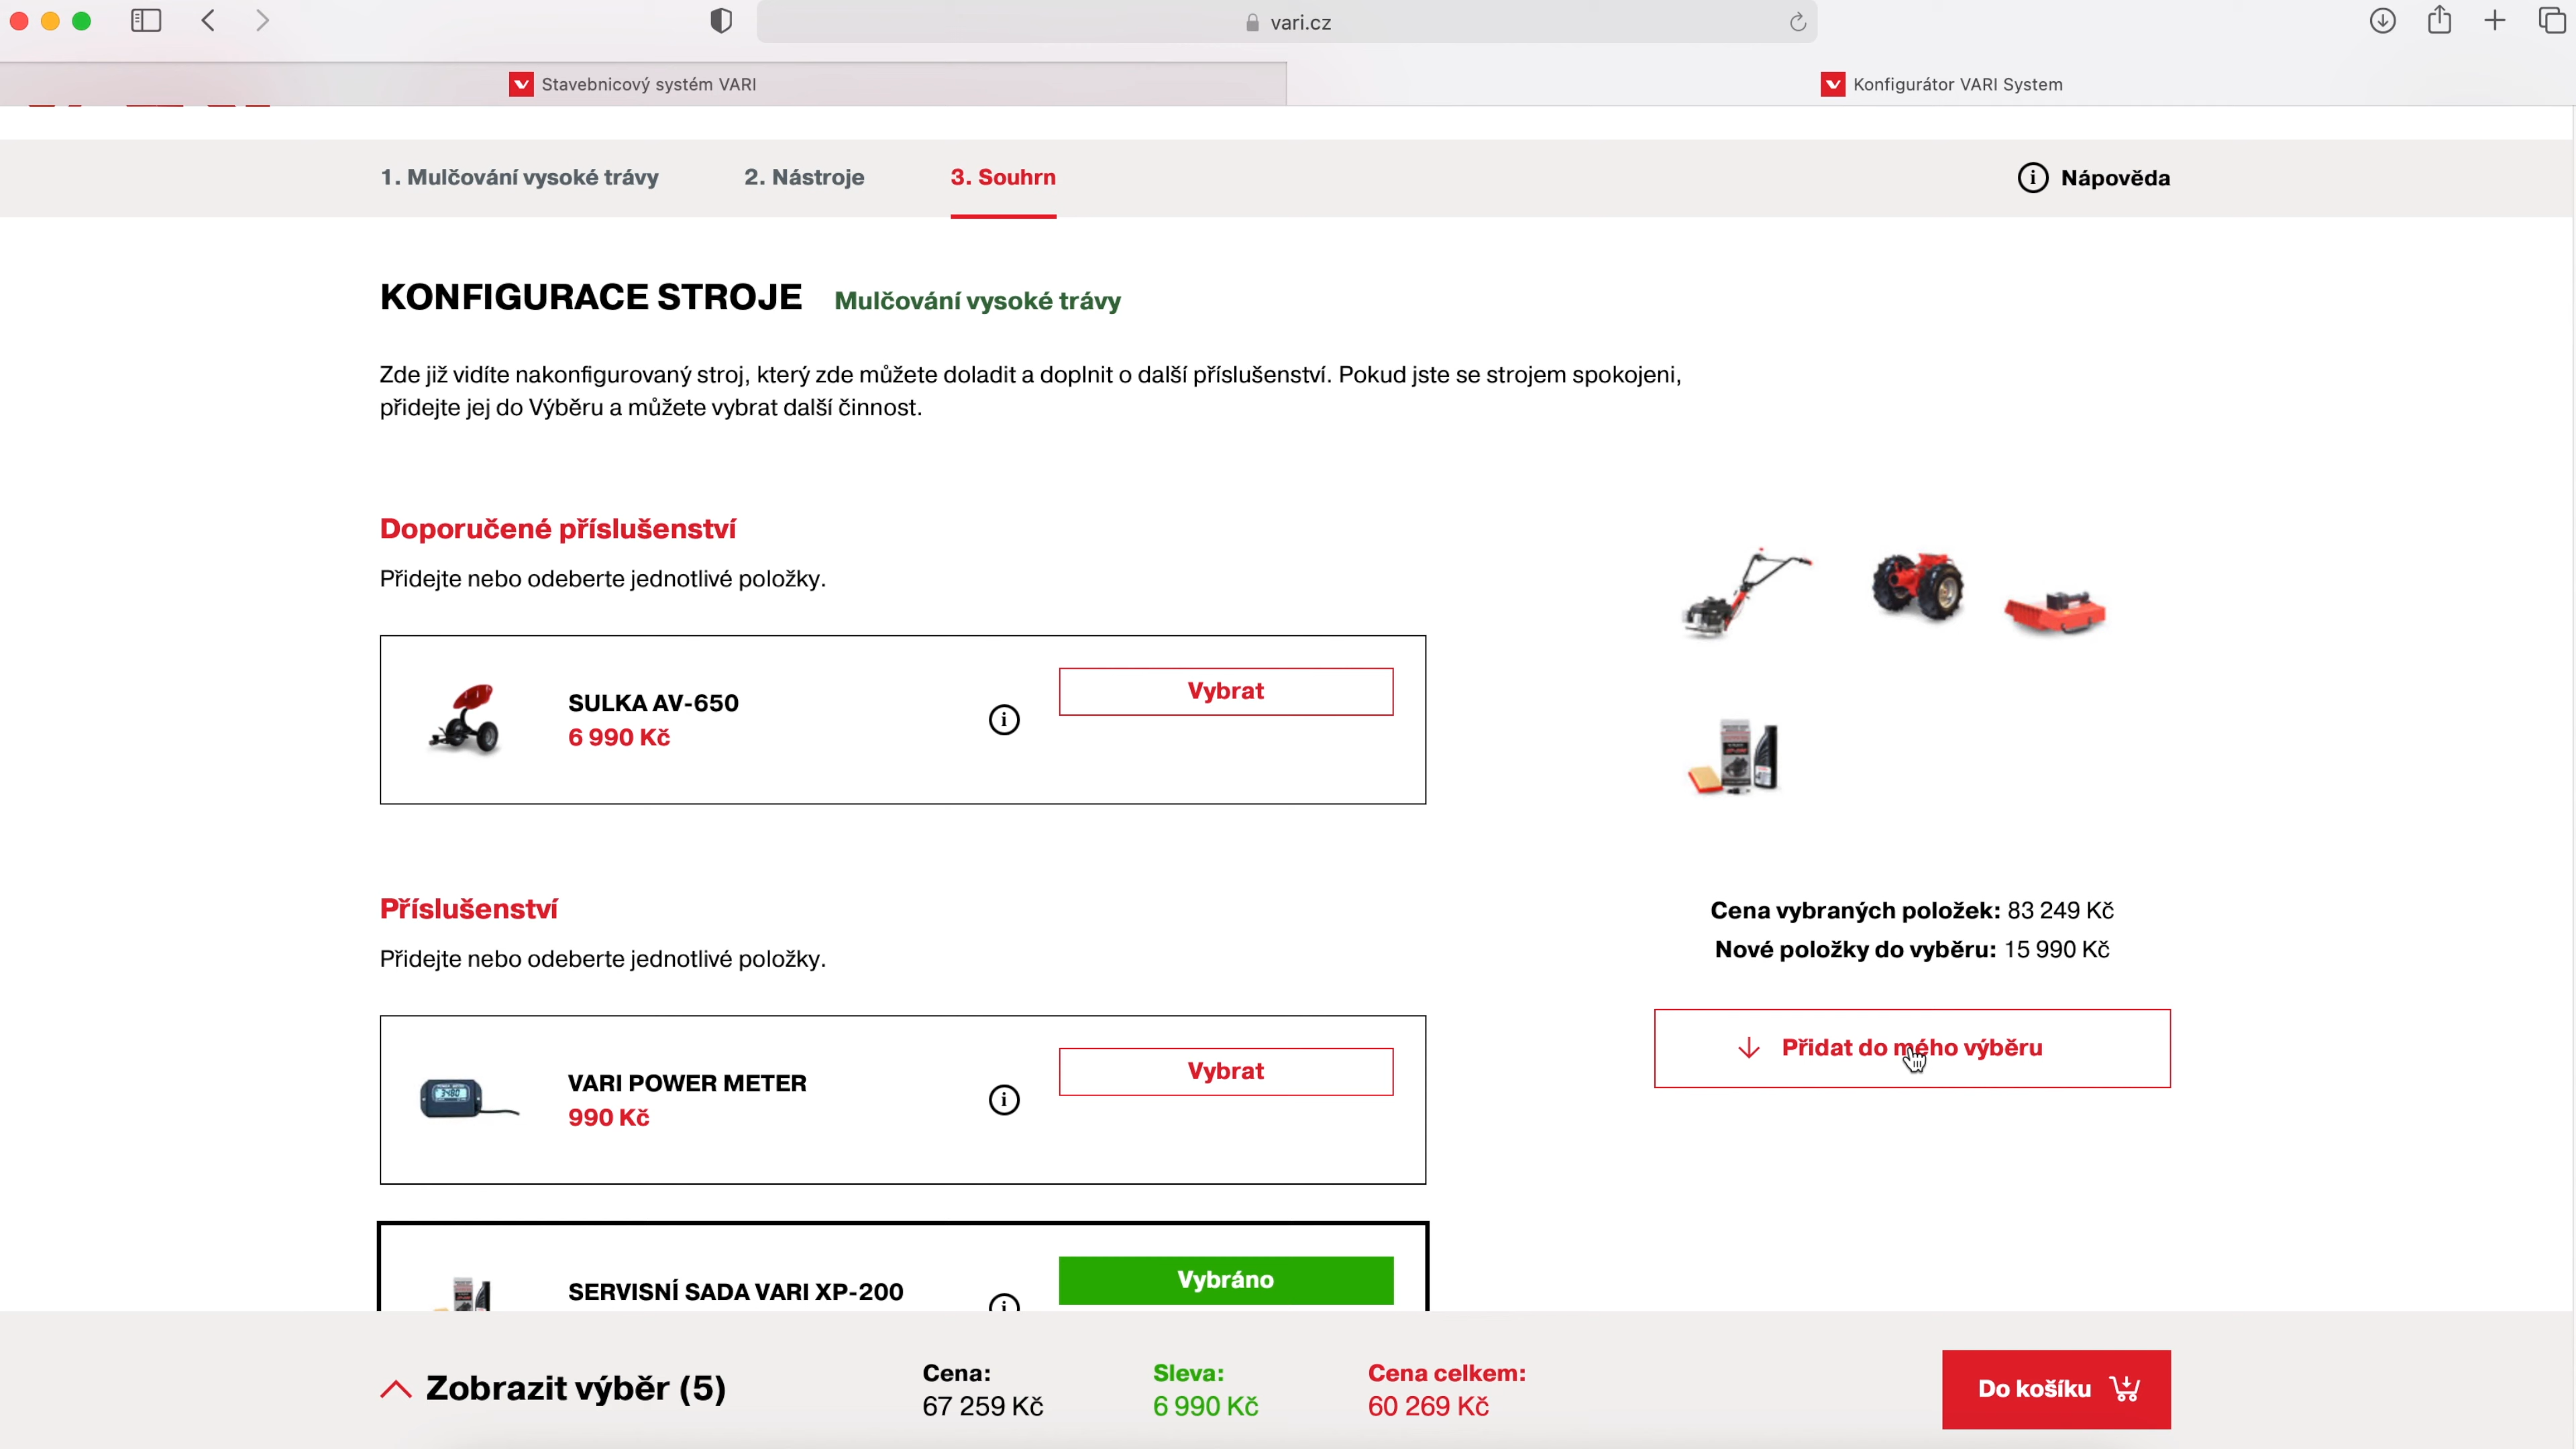 vari.cz
Stavebnicový systém VARI
Konfigurátor VARI System
1. Mulčování vysoké trávy
2. Nástroje
3. Souhrn
Nápověda
KONFIGURACE STROJE Mulčování vysoké trávy
Zde již vidíte nakonfigurovaný stroj, který zde můžete doladit a doplnit o další příslušenství. Pokud jste se strojem spokojeni,
přidejte jej do Výběru a můžete vybrat další činnost.
Doporučené příslušenství
Přidejte nebo odeberte jednotlivé položky.
SULKA AV-650
6 990 Kč
Vybrat
Příslušenství
Přidejte nebo odeberte jednotlivé položky.
VARI POWER METER
990 Kč
Vybrat
SERVISNÍ SADA VARI XP-200
Vybráno
Cena vybraných položek: 83 249 Kč
Nové položky do vyběru: 15 990 Kč
Přidat do mého výběru
Zobrazit výběr (5)
Cena:
67 259 Kč
Sleva:
6 990 Kč
Cena celkem:
60 269 Kč
Do košíku